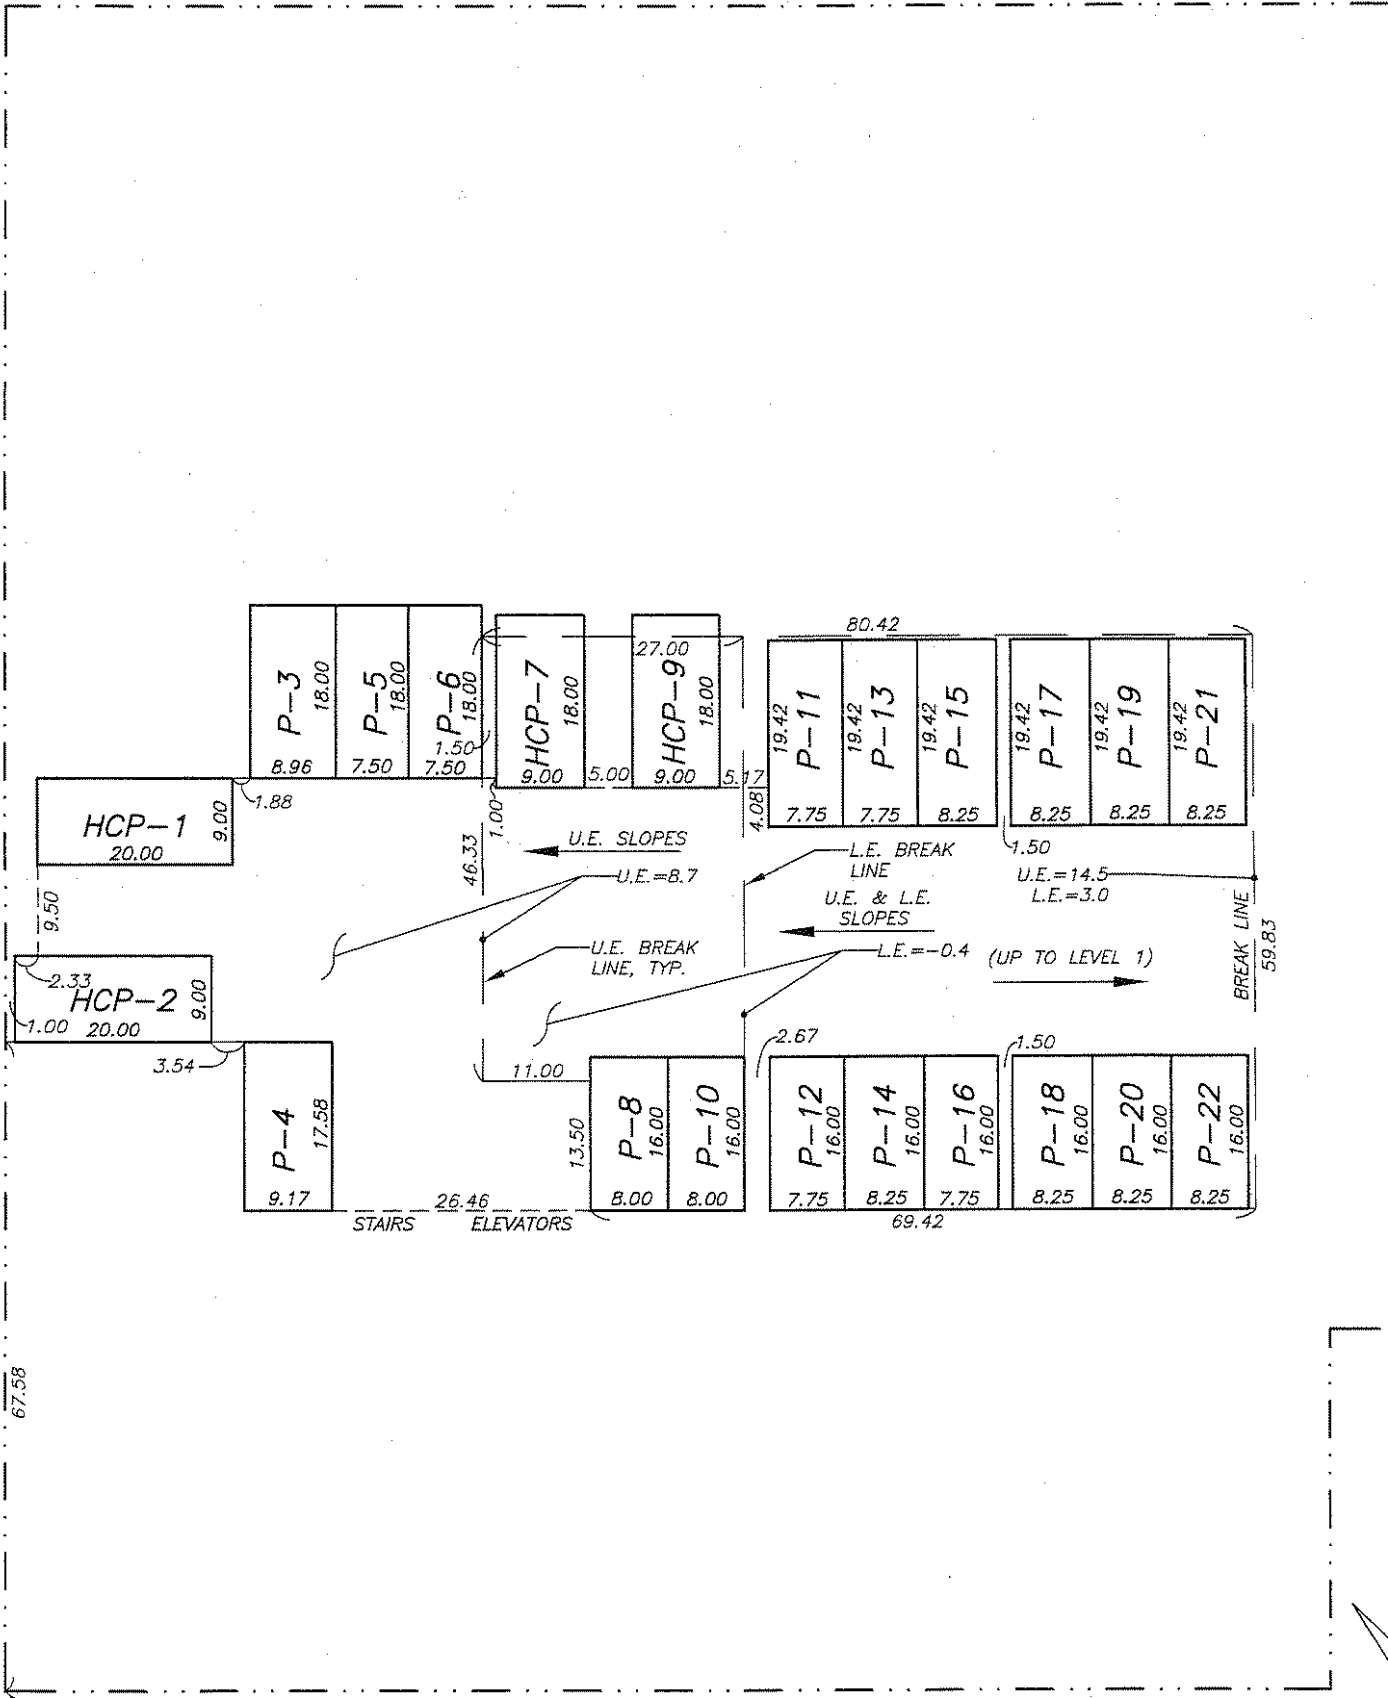 80.42
27.00
P-3
18.00
8.96
P-5
18.00
7.50
P-6
18.00
7.50
1.50
HCP-7
18.00
9.00
5.00
HCP-9
18.00
9.00
5.17
4.08
19.42
P-11
7.75
19.42
P-13
7.75
19.42
P-15
8.25
19.42
P-17
8.25
19.42
P-19
8.25
19.42
P-21
8.25
1.88
HCP-1
9.00
20.00
1.00
46.33
U.E. SLOPES
U.E.=8.7
L.E. BREAK
LINE
1.50
U.E.=14.5
L.E.=3.0
U.E. & L.E.
SLOPES
9.50
U.E. BREAK
LINE, TYP.
L.E.=-0.4
(UP TO LEVEL 1)
BREAK LINE
59.83
2.33
HCP-2
9.00
1.00
20.00
3.54
11.00
2.67
1.50
P-4
17.58
9.17
26.46
STAIRS
ELEVATORS
13.50
P-8
16.00
8.00
P-10
16.00
8.00
P-12
16.00
7.75
P-14
16.00
8.25
P-16
16.00
7.75
P-18
16.00
8.25
P-20
16.00
8.25
P-22
16.00
8.25
69.42
67.58